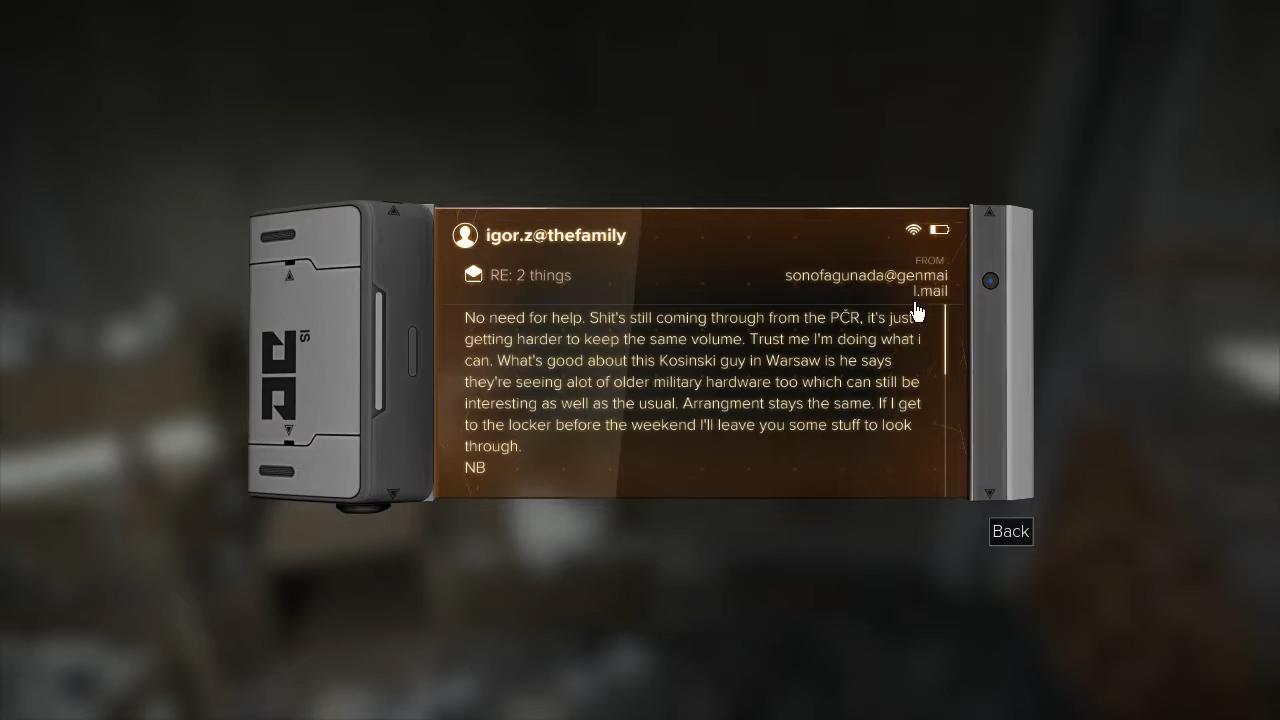 igor.z@thefamily
FROM
RE: 2 things
sonofagunada@genmai
l.mail
No need for help. Shit's still coming through from the PČR, it's just
getting harder to keep the same volume. Trust me I'm doing what i
can. What's good about this Kosinski guy in Warsaw is he says
they're seeing alot of older military hardware too which can still be
interesting as well as the usual. Arrangment stays the same. If I get
to the locker before the weekend I'll leave you some stuff to look
through.
NB
IS
Back